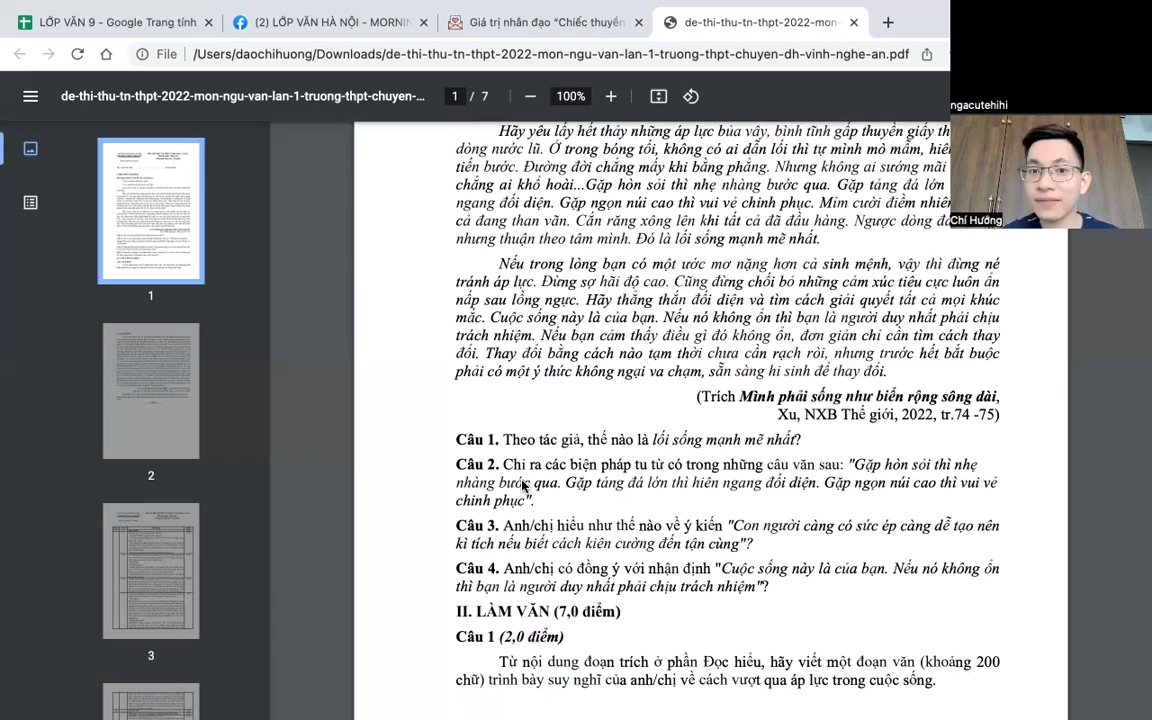 LỚP VĂN 9 - Google Trang tính
(2) LỚP VĂN HÀ NỘI - MORNIN
Giá trị nhân đạo "Chiếc thuyền
de-thi-thu-tn-thpt-2022-mon-
File
/Users/daochihuong/Downloads/de-thi-thu-tn-thpt-2022-mon-ngu-van-lan-1-truong-thpt-chuyen-dh-vinh-nghe-an.pdf
de-thi-thu-tn-thpt-2022-mon-ngu-van-lan-1-truong-thpt-chuyen-...
1 / 7
100%
ngacutehihi
Chí Hướng
1
2
3
Hãy yêu lấy hết thảy những áp lực bủa vây, bình tĩnh gấp thuyền giấy th
dòng nước lũ. Ở trong bóng tối, không có ai dẫn lối thì tự mình mò mẫm, hiên
tiến bước. Đường đời chẳng mấy khi bằng phẳng. Nhưng không ai sướng mãi
chẳng ai khổ hoài...Gặp hòn sỏi thì nhẹ nhàng bước qua. Gặp tảng đá lớn
ngang đối diện. Gặp ngọn núi cao thì vui vẻ chinh phục. Mỉm cười điềm nhiên
cả đang than vãn. Cắn răng xông lên khi tất cả đã đầu hàng. Ngược dòng đá
nhưng thuận theo tâm mình. Đó là lối sống mạnh mẽ nhất.
Nếu trong lòng bạn có một ước mơ nặng hơn cả sinh mệnh, vậy thì đừng né
tránh áp lực. Đừng sợ hãi độ cao. Cũng đừng chối bỏ những cảm xúc tiêu cực luôn ẩn
nấp sau lồng ngực. Hãy thẳng thắn đối diện và tìm cách giải quyết tất cả mọi khúc
mắc. Cuộc sống này là của bạn. Nếu nó không ổn thì bạn là người duy nhất phải chịu
trách nhiệm. Nếu bạn cảm thấy điều gì đó không ổn, đơn giản chỉ cần tìm cách thay
đổi. Thay đổi bằng cách nào tạm thời chưa cần rạch ròi, nhưng trước hết bắt buộc
phải có một ý thức không ngại va chạm, sẵn sàng hi sinh để thay đổi.
(Trích Mình phải sống như biển rộng sông dài,
Xu, NXB Thế giới, 2022, tr.74 -75)
Câu 1. Theo tác giả, thế nào là lối sống mạnh mẽ nhất?
Câu 2. Chỉ ra các biện pháp tu từ có trong những câu văn sau: "Gặp hòn sỏi thì nhẹ
nhàng bước qua. Gặp tảng đá lớn thì hiên ngang đối diện. Gặp ngọn núi cao thì vui vẻ
chinh phục".
Câu 3. Anh/chị hiểu như thế nào về ý kiến "Con người càng có sức ép càng dễ tạo nên
kì tích nếu biết cách kiên cường đến tận cùng"?
Câu 4. Anh/chị có đồng ý với nhận định "Cuộc sống này là của bạn. Nếu nó không ổn
thì bạn là người duy nhất phải chịu trách nhiệm"?
II. LÀM VĂN (7,0 điểm)
Câu 1 (2,0 điểm)
Từ nội dung đoạn trích ở phần Đọc hiểu, hãy viết một đoạn văn (khoảng 200
chữ) trình bày suy nghĩ của anh/chị về cách vượt qua áp lực trong cuộc sống.